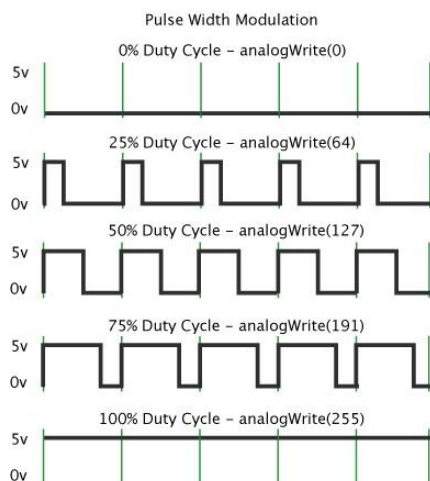 Pulse Width Modulation
0% Duty Cycle – analogWrite(0)
5v
0v
25% Duty Cycle – analogWrite(64)
5v
0v
50% Duty Cycle – analogWrite(127)
5v
0v
75% Duty Cycle – analogWrite(191)
5v
0v
100% Duty Cycle – analogWrite(255)
5v
0v